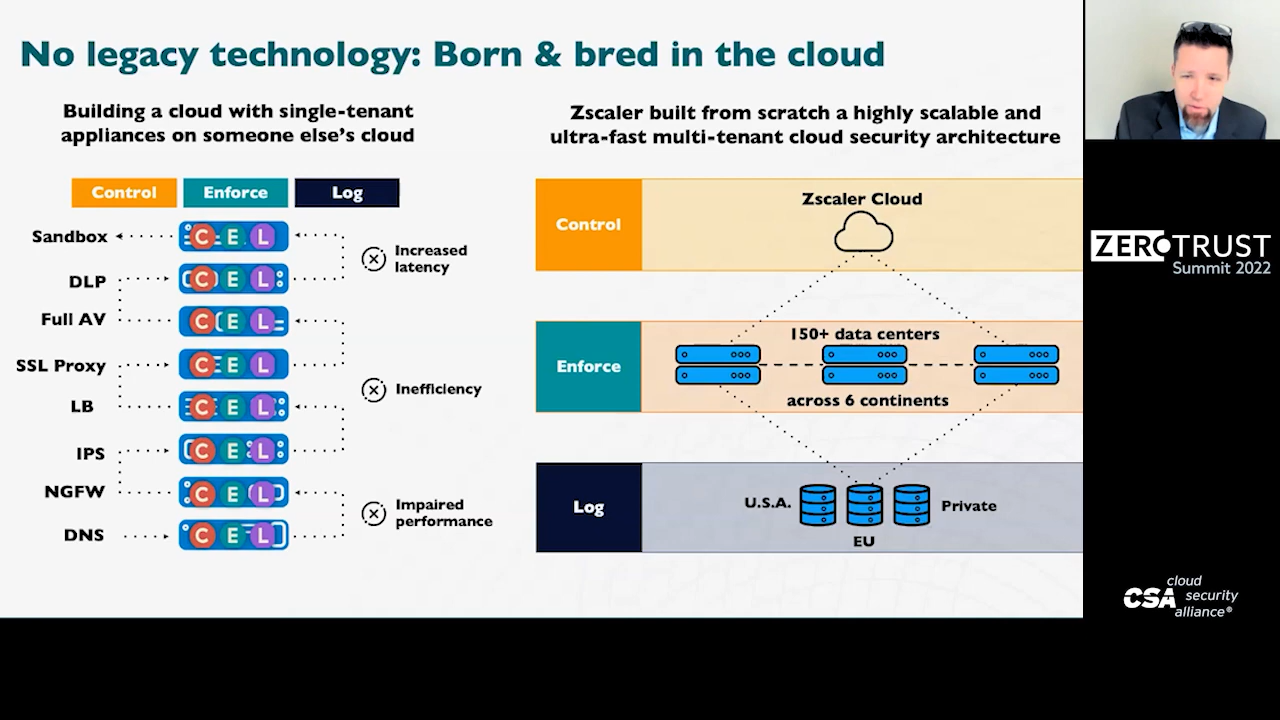 No legacy technology: Born & bred in the cloud
Building a cloud with single-tenant
appliances on someone else's cloud
Control
Enforce
Log
Sandbox
C E L
DLP
C E L
Full AV
C E L
SSL Proxy
C E L
LB
C E L
IPS
C E L
NGFW
C E L
DNS
C E L
Increased
latency
Inefficiency
Impaired
performance
Zscaler built from scratch a highly scalable and
ultra-fast multi-tenant cloud security architecture
Control
Zscaler Cloud
Enforce
150+ data centers
across 6 continents
Log
U.S.A.
EU
Private
ZEROTRUST
Summit 2022
CSA cloud
security
alliance®